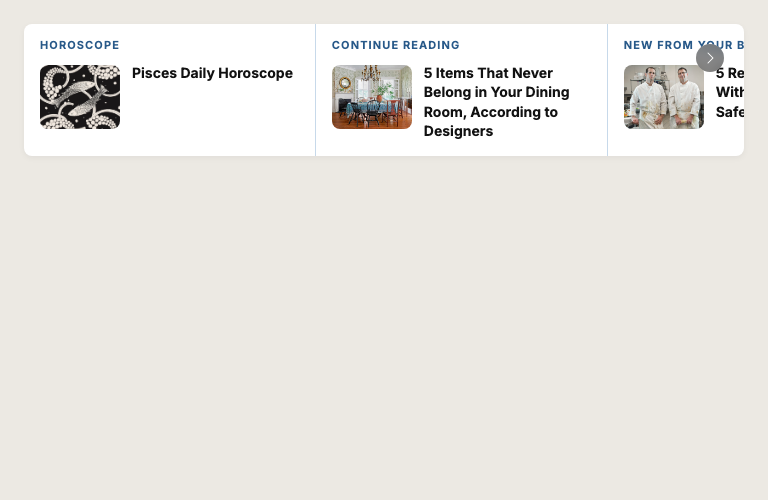 HOROSCOPE
Pisces Daily Horoscope
CONTINUE READING
5 Items That Never
Belong in Your Dining
Room, According to
Designers
NEW FROM YOUR
5
With
Safe